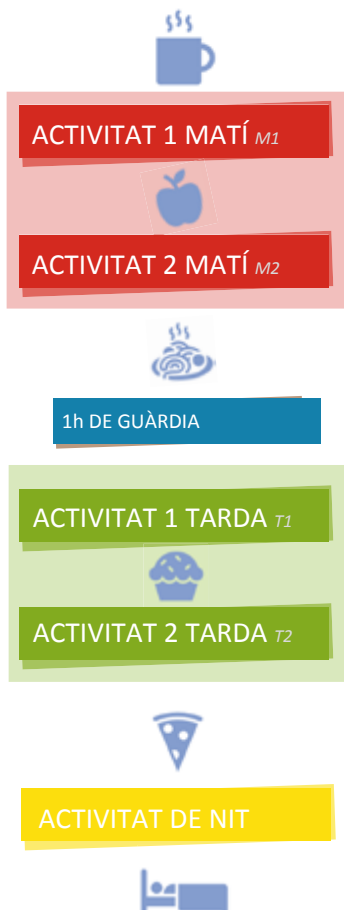 ACTIVITAT 1 MATÍ M1
ACTIVITAT 2 MATÍ M2
1h DE GUÀRDIA
ACTIVITAT 1 TARDA T1
ACTIVITAT 2 TARDA T2
ACTIVITAT DE NIT